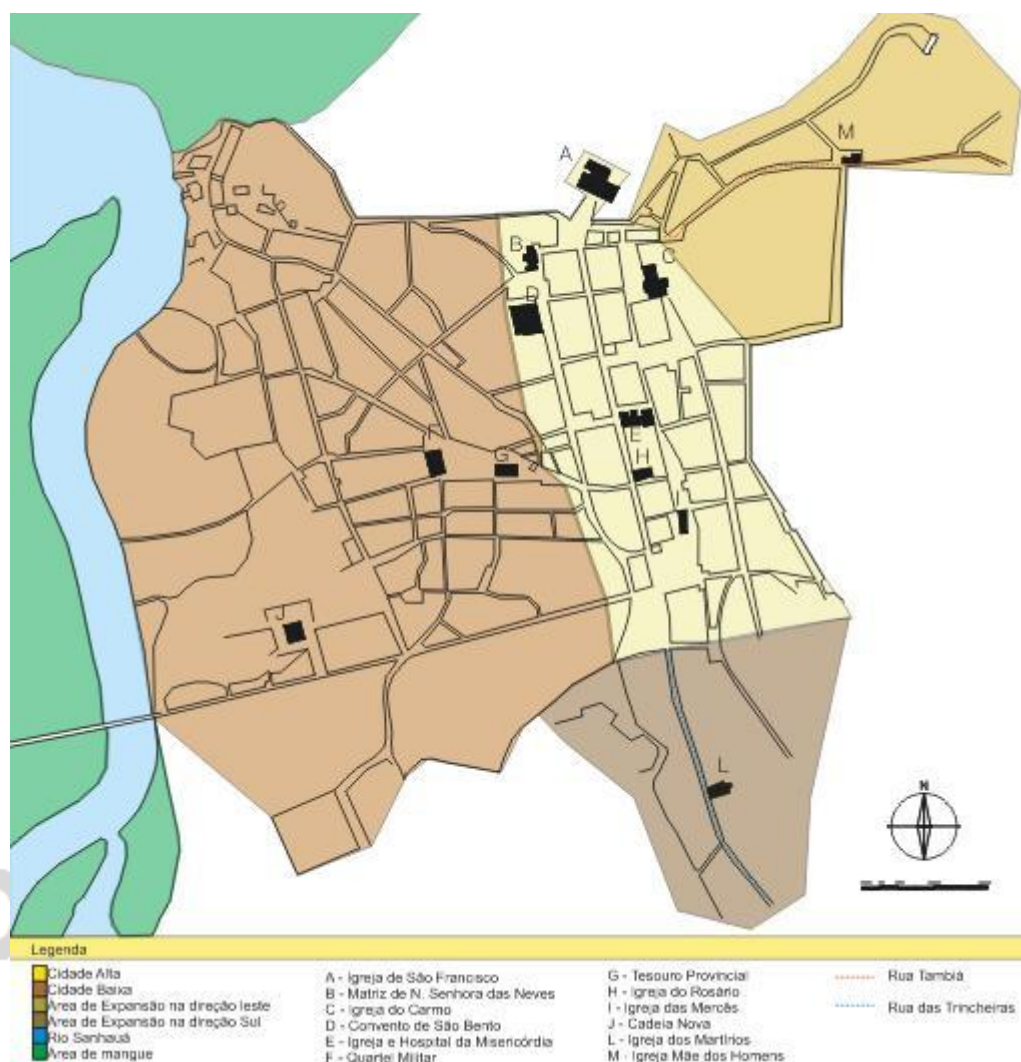 M
A
B
C
D
E
G
H
I
J
L
N
Legenda
Cidade Alta
Cidade Baixa
Área de Expansão na direção leste
Área de Expansão na direção Sul
Rio Sanhauá
Área de mangue
A - Igreja de São Francisco
B - Matriz de N. Senhora das Neves
C - Igreja do Carmo
D - Convento de São Bento
E - Igreja e Hospital da Misericórdia
F - Quartel Militar
G - Tesouro Provincial
H - Igreja do Rosário
I - Igreja das Mercês
J - Cadeia Nova
L - Igreja dos Martírios
M - Igreja Mãe dos Homens
Rua Tambiá
Rua das Trincheiras